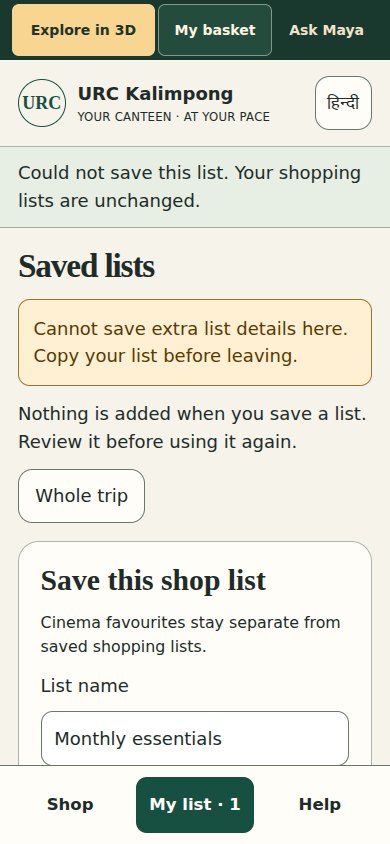 Explore in 3D
My basket
Ask Maya
URC
URC Kalimpong
YOUR CANTEEN · AT YOUR PACE
हिन्दी
Could not save this list. Your shopping
lists are unchanged.
Saved lists
Cannot save extra list details here.
Copy your list before leaving.
Nothing is added when you save a list.
Review it before using it again.
Whole trip
Save this shop list
Cinema favourites stay separate from
saved shopping lists.
List name
Monthly essentials
Shop
My list · 1
Help